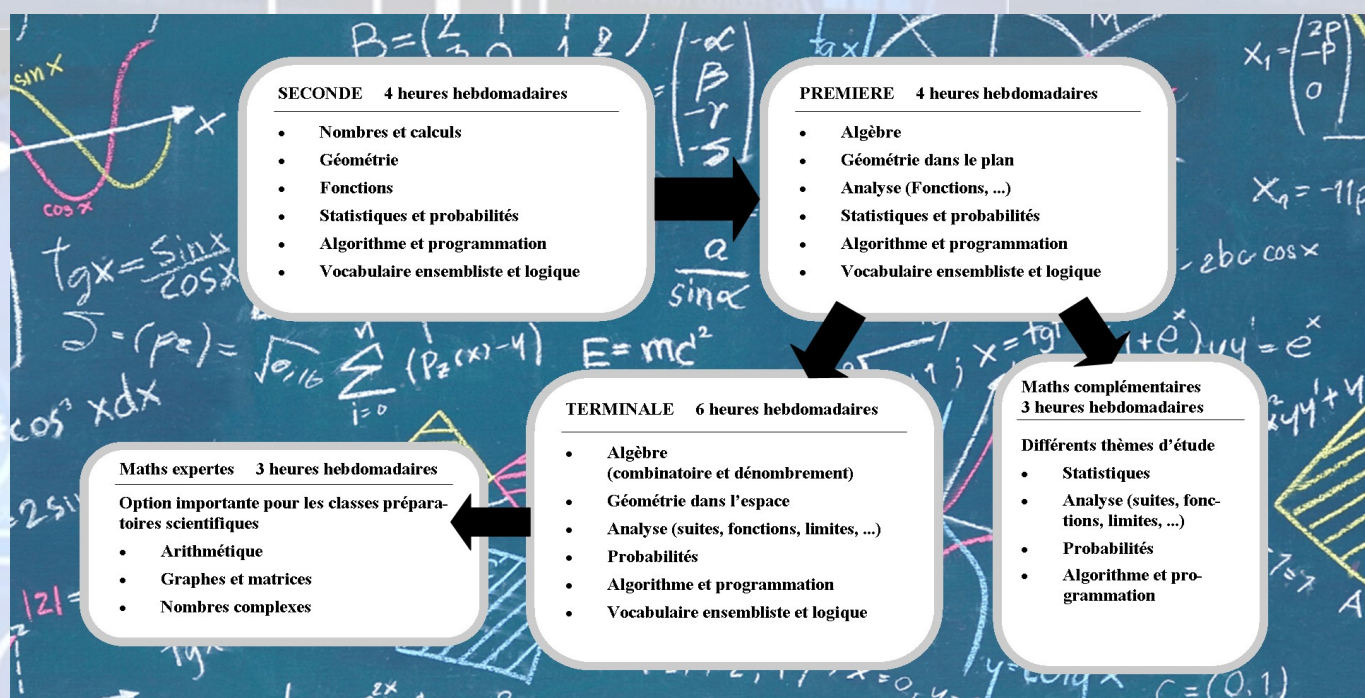 SECONDE 4 heures hebdomadaires
• Nombres et calculs
• Géométrie
• Fonctions
• Statistiques et probabilités
• Algorithme et programmation
• Vocabulaire ensembliste et logique
PREMIERE 4 heures hebdomadaires
• Algèbre
• Géométrie dans le plan
• Analyse (Fonctions, ...)
• Statistiques et probabilités
• Algorithme et programmation
• Vocabulaire ensembliste et logique
TERMINALE 6 heures hebdomadaires
• Algèbre
(combinatoire et dénombrement)
• Géométrie dans l’espace
• Analyse (suites, fonctions, limites, ...)
• Probabilités
• Algorithme et programmation
• Vocabulaire ensembliste et logique
Maths complémentaires
3 heures hebdomadaires
Différents thèmes d’étude
• Statistiques
• Analyse (suites, fonc-
tions, limites, ...)
• Probabilités
• Algorithme et pro-
grammation
Maths expertes 3 heures hebdomadaires
Option importante pour les classes prépara-
toires scientifiques
• Arithmétique
• Graphes et matrices
• Nombres complexes
sin x
cos x
x
tgx = sinx/cosx
a/sinα
E = mc²
cos³ xdx